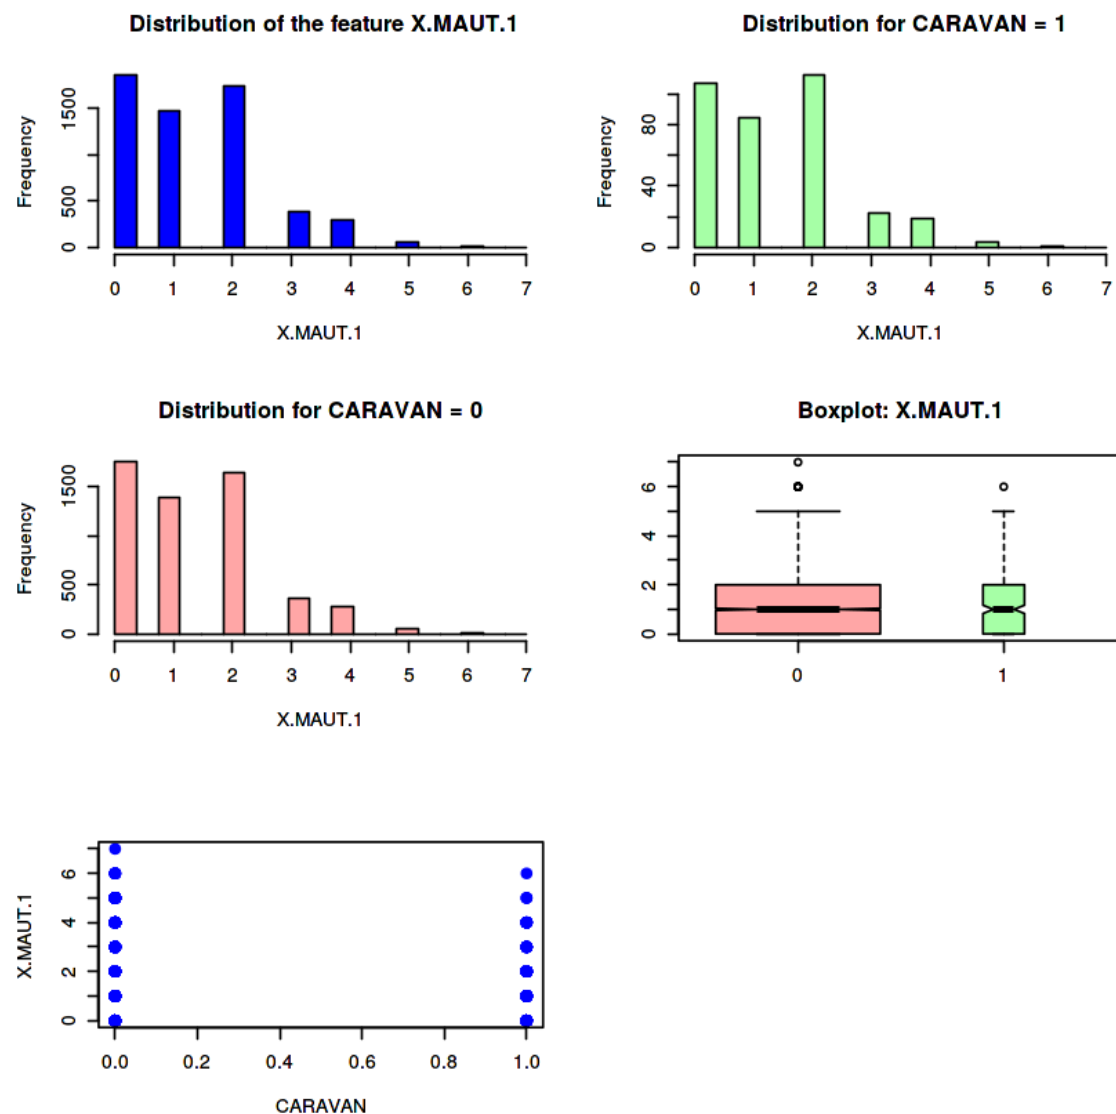 Distribution of the feature X.MAUT.1
Frequency
0 500 1500
0 1 2 3 4 5 6 7
X.MAUT.1
Distribution for CARAVAN = 1
Frequency
0 40 80
0 1 2 3 4 5 6 7
X.MAUT.1
Distribution for CARAVAN = 0
Frequency
0 500 1500
0 1 2 3 4 5 6 7
X.MAUT.1
Boxplot: X.MAUT.1
0 2 4 6
0 1
X.MAUT.1
0 2 4 6
0.0 0.2 0.4 0.6 0.8 1.0
CARAVAN